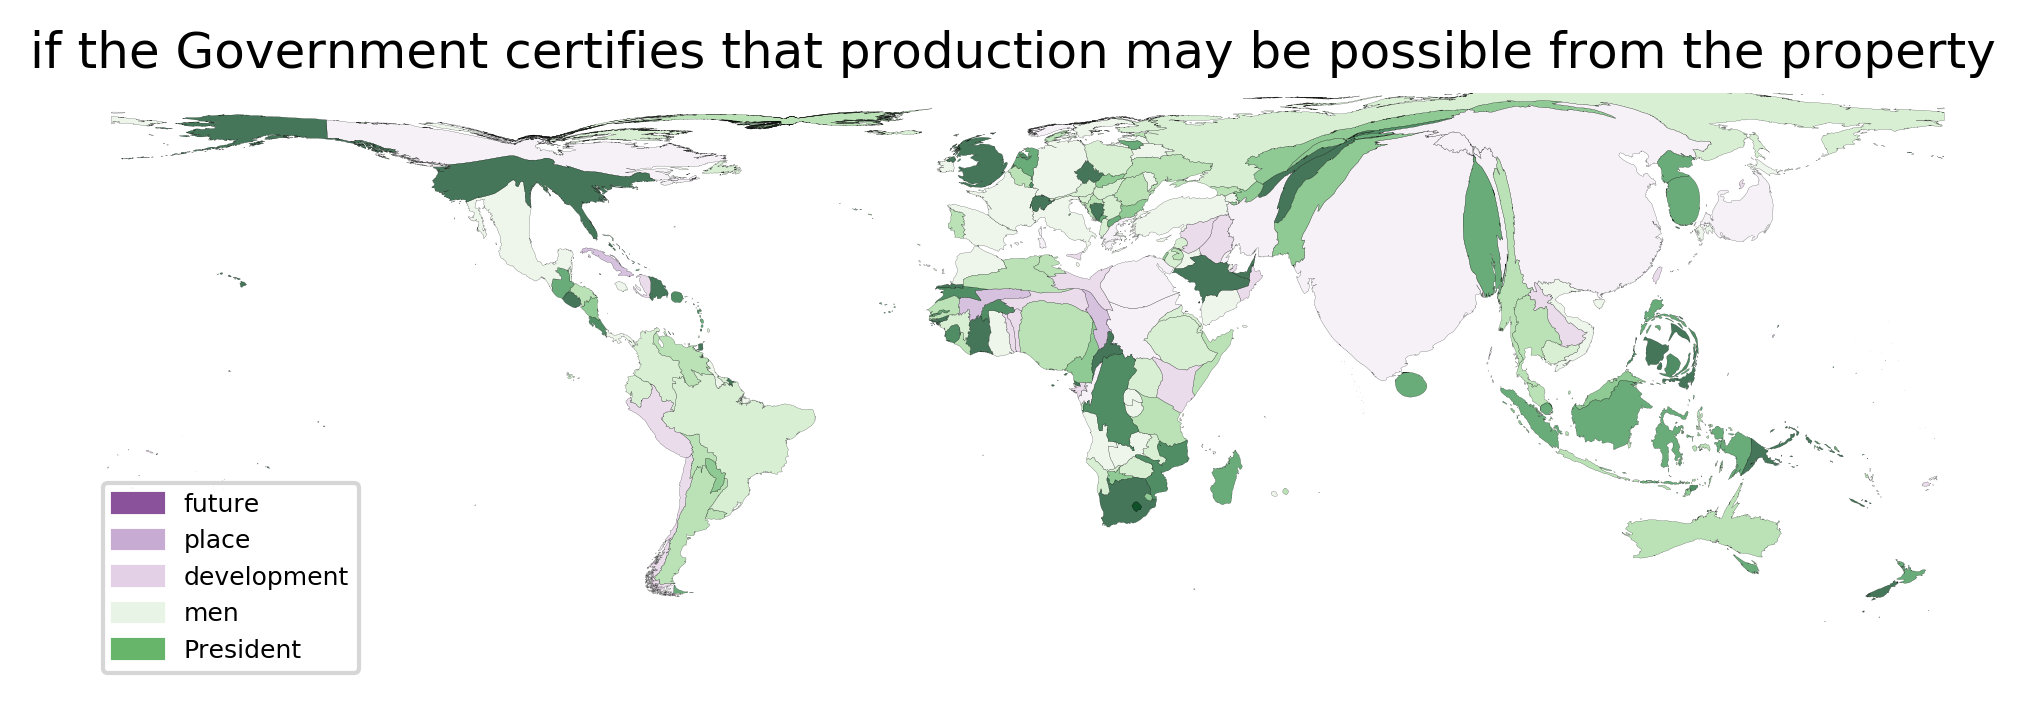 if the Government certifies that production may be possible from the property
future
place
development
men
President